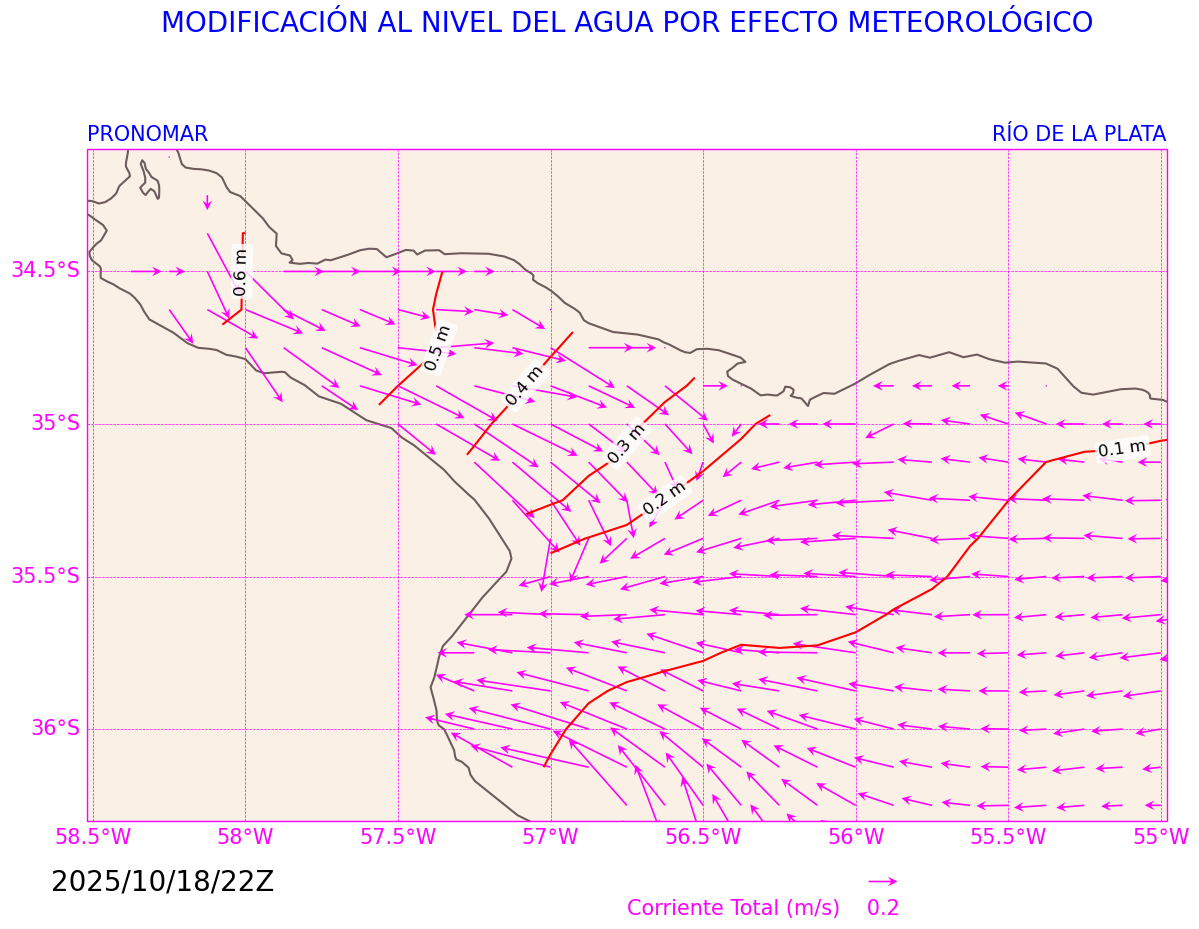 MODIFICACIÓN AL NIVEL DEL AGUA POR EFECTO METEOROLÓGICO
PRONOMAR RÍO DE LA PLATA
0.6 m
34.5°S
0.5 m
0.4 m
35°S
0.3 m
0.1 m
0.2 m
35.5°S
36°S
58.5°W 58°W 57.5°W 57°W 56.5°W 56°W 55.5°W 55°W
2025/10/18/22Z
Corriente Total (m/s) 0.2